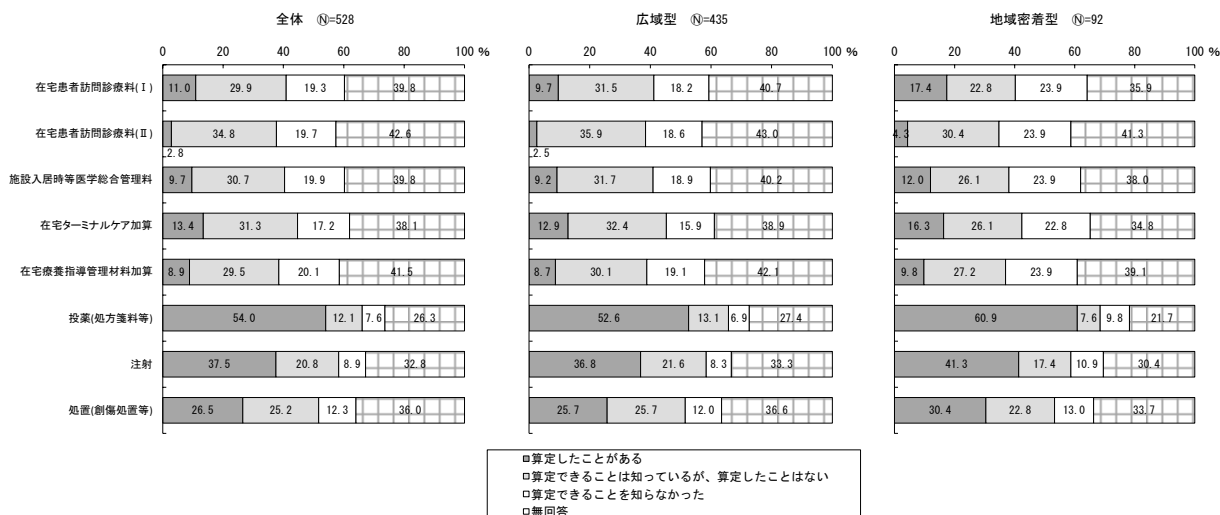 全体 Ⓝ=528
0 20 40 60 80 100 %
在宅患者訪問診療料(Ⅰ) 11.0 29.9 19.3 39.8
在宅患者訪問診療料(Ⅱ) 34.8 19.7 42.6
2.8
施設入居時等医学総合管理料 9.7 30.7 19.9 39.8
在宅ターミナルケア加算 13.4 31.3 17.2 38.1
在宅療養指導管理材料加算 8.9 29.5 20.1 41.5
投薬(処方箋料等) 54.0 12.1 7.6 26.3
注射 37.5 20.8 8.9 32.8
処置(創傷処置等) 26.5 25.2 12.3 36.0
広域型 Ⓝ=435
0 20 40 60 80 100 %
9.7 31.5 18.2 40.7
35.9 18.6 43.0
2.5
9.2 31.7 18.9 40.2
12.9 32.4 15.9 38.9
8.7 30.1 19.1 42.1
52.6 13.1 6.9 27.4
36.8 21.6 8.3 33.3
25.7 25.7 12.0 36.6
地域密着型 Ⓝ=92
0 20 40 60 80 100 %
17.4 22.8 23.9 35.9
4.3 30.4 23.9 41.3
12.0 26.1 23.9 38.0
16.3 26.1 22.8 34.8
9.8 27.2 23.9 39.1
60.9 7.6 9.8 21.7
41.3 17.4 10.9 30.4
30.4 22.8 13.0 33.7
算定したことがある
算定できることは知っているが、算定したことはない
算定できることを知らなかった
無回答